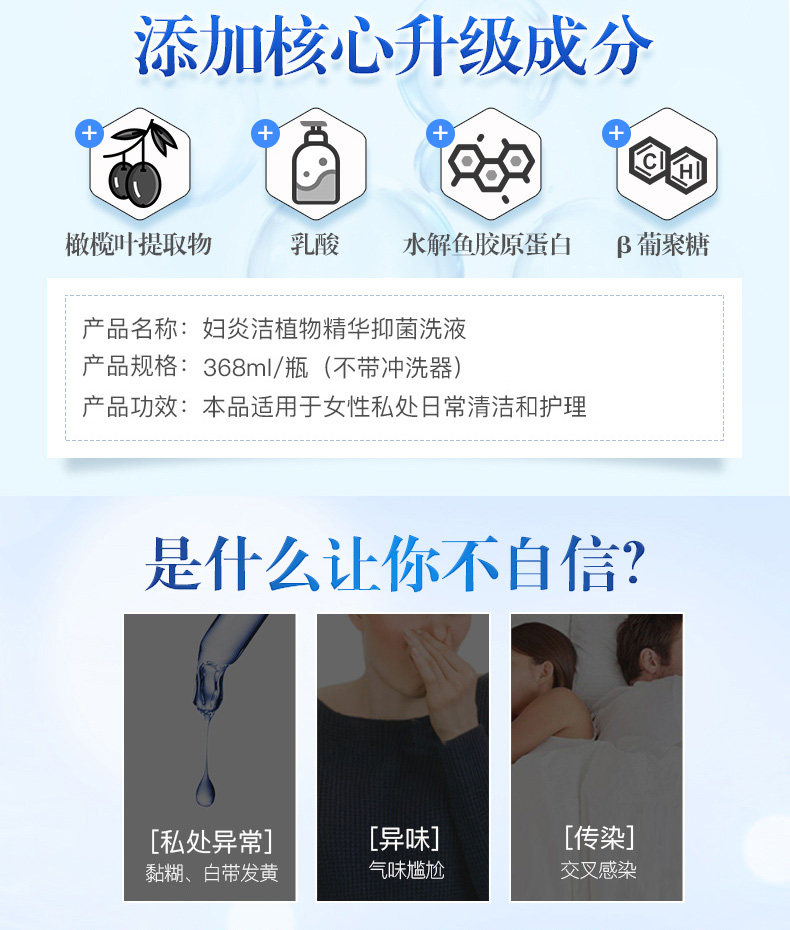 添加核心升级成分
橄榄叶提取物
乳酸
水解鱼胶原蛋白
β 葡聚糖
CI
HI
产品名称：妇炎洁植物精华抑菌洗液
产品规格：368ml/瓶（不带冲洗器）
产品功效：本品适用于女性私处日常清洁和护理
是什么让你不自信?
[私处异常]
黏糊、白带发黄
[异味]
气味尴尬
[传染]
交叉感染